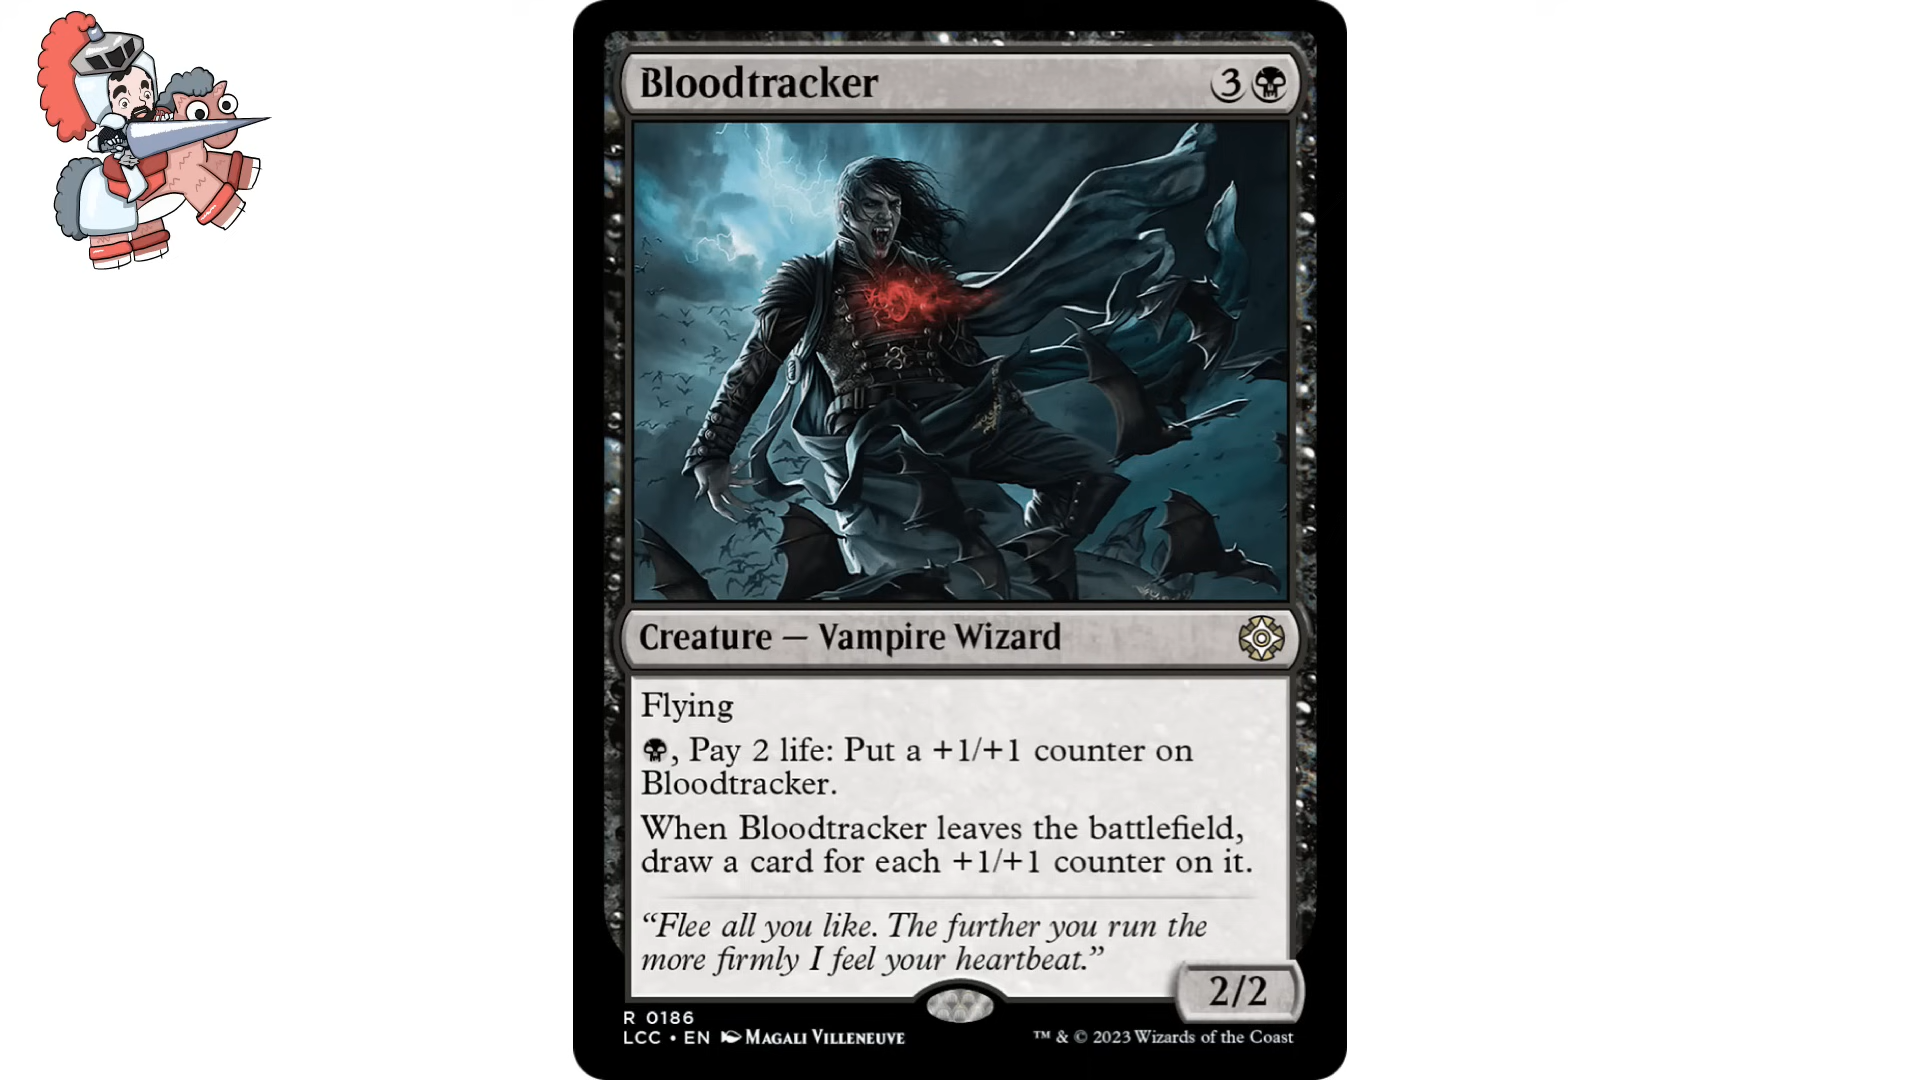 Bloodtracker 3
Creature — Vampire Wizard
Flying
, Pay 2 life: Put a +1/+1 counter on
Bloodtracker.
When Bloodtracker leaves the battlefield,
draw a card for each +1/+1 counter on it.
“Flee all you like. The further you run the
more firmly I feel your heartbeat.”
2/2
R 0186
LCC • EN MAGALI VILLENEUVE
™ & © 2023 Wizards of the Coast